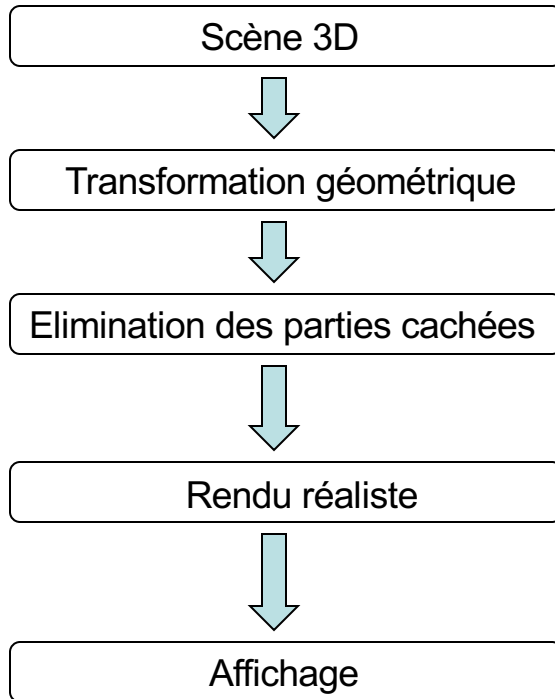 Scène 3D
Transformation géométrique
Elimination des parties cachées
Rendu réaliste
Affichage